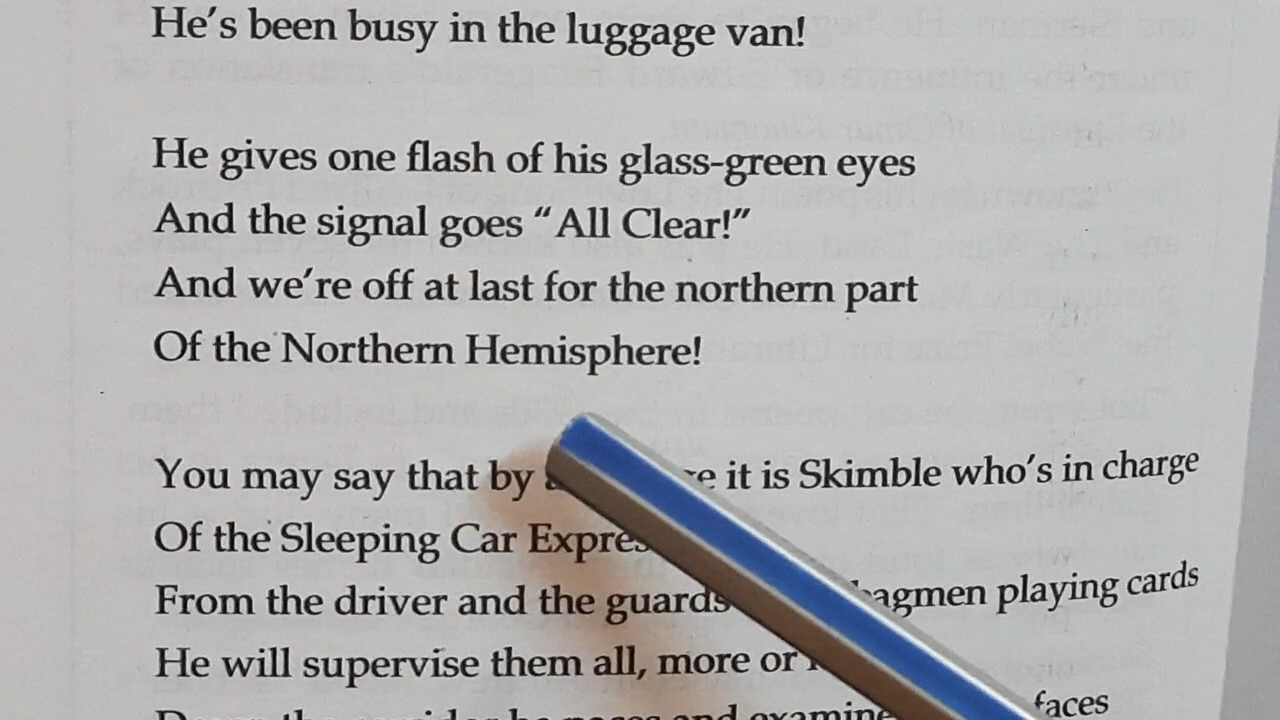 He's been busy in the luggage van!
He gives one flash of his glass-green eyes
And the signal goes “All Clear!”
And we're off at last for the northern part
Of the Northern Hemisphere!
You may say that by it is Skimble who's in charge
Of the Sleeping Car
From the driver and the guards playing cards
He will supervise them all, more or
and faces